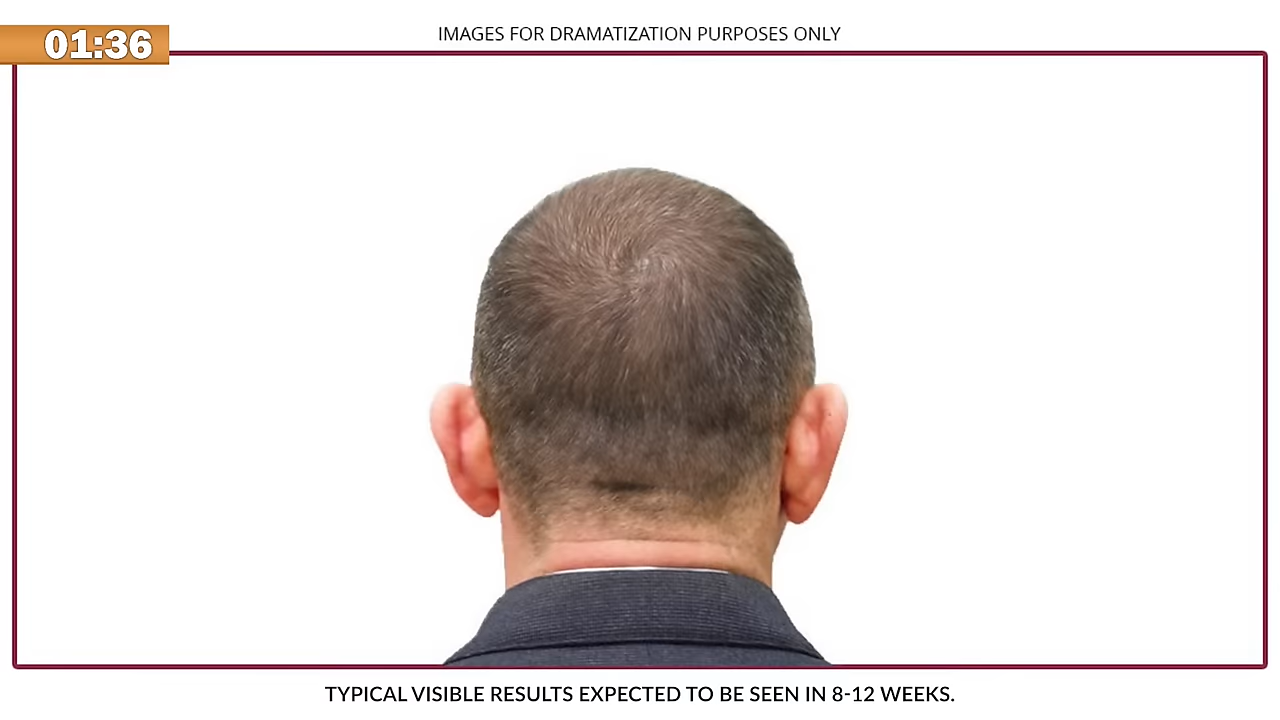 IMAGES FOR DRAMATIZATION PURPOSES ONLY
01:36
TYPICAL VISIBLE RESULTS EXPECTED TO BE SEEN IN 8-12 WEEKS.